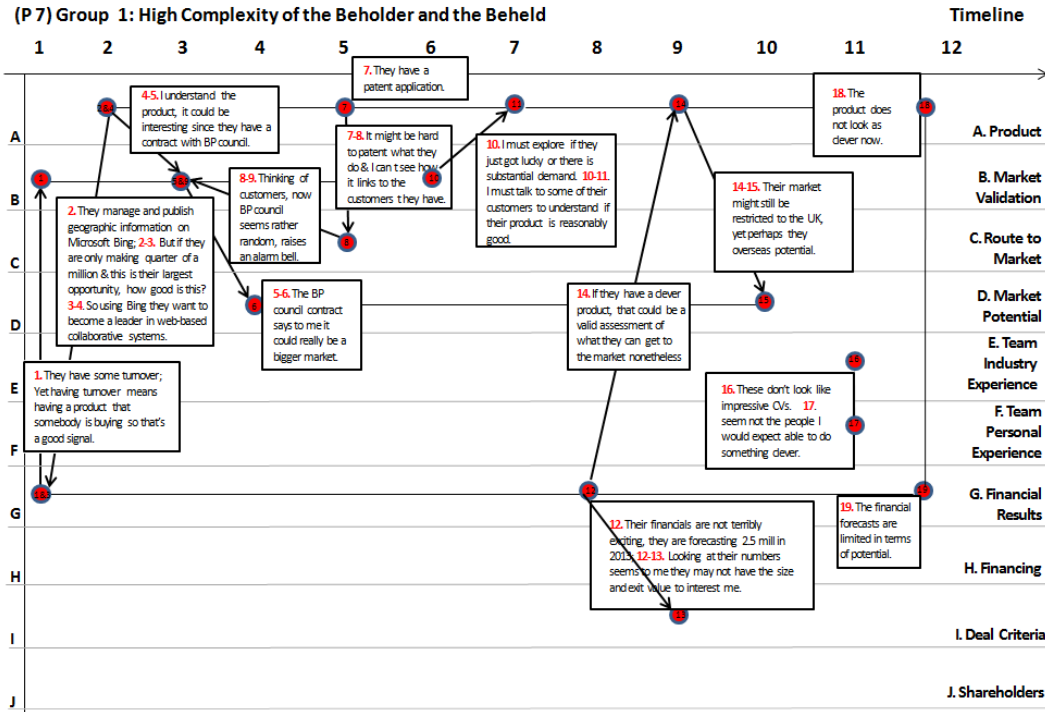 (P 7) Group 1: High Complexity of the Beholder and the Beheld
Timeline
1 2 3 4 5 6 7 8 9 10 11 12
7. They have a
patent application.
4-5. I understand the
product, it could be
interesting since they have a
contract with BP council.
7-8. It might be hard
to patent what they
do & I can t see how
it links to the
customers t hey have.
8-9. Thinking of
customers, now
BP council
seems rather
random, raises
an alarm bell.
10. I must explore if they
just got lucky or there is
substantial demand. 10-11.
I must talk to some of their
customers to understand if
their product is reasonably
good.
18. The
product does
not look as
clever now.
14-15. Their market
might still be
restricted to the UK,
yet perhaps they
overseas potential.
2. They manage and publish
geographic information on
Microsoft Bing; 2-3. But if they
are only making quarter of a
million & this is their largest
opportunity, how good is this?
3-4. So using Bing they want to
become a leader in web-based
collaborative systems.
5-6. The BP
council contract
says to me it
could really be a
bigger market.
14. If they have a clever
product, that could be a
valid assessment of
what they can get to
the market nonetheless
1. They have some turnover;
Yet having turnover means
having a product that
somebody is buying so that's
a good signal.
16. These don't look like
impressive CVs. 17.
seem not the people I
would expect able to do
something clever.
12. Their financials are not terribly
exciting, they are forecasting 2.5 mill in
2013; 12-13. Looking at their numbers
seems to me they may not have the size
and exit value to interest me.
19. The financial
forecasts are
limited in terms
of potential.
A
B
C
D
E
F
G
H
I
J
A. Product
B. Market
Validation
C. Route to
Market
D. Market
Potential
E. Team
Industry
Experience
F. Team
Personal
Experience
G. Financial
Results
H. Financing
I. Deal Criteria
J. Shareholders
7
11
14
18
1
8
6
15
16
17
12
19
13